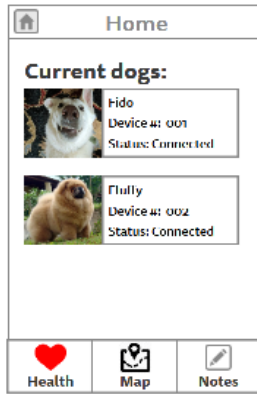 Home
Current dogs:
Fido
Device #: 001
Status: Connected
Fluffy
Device #: 002
Status: Connected
Health
Map
Notes